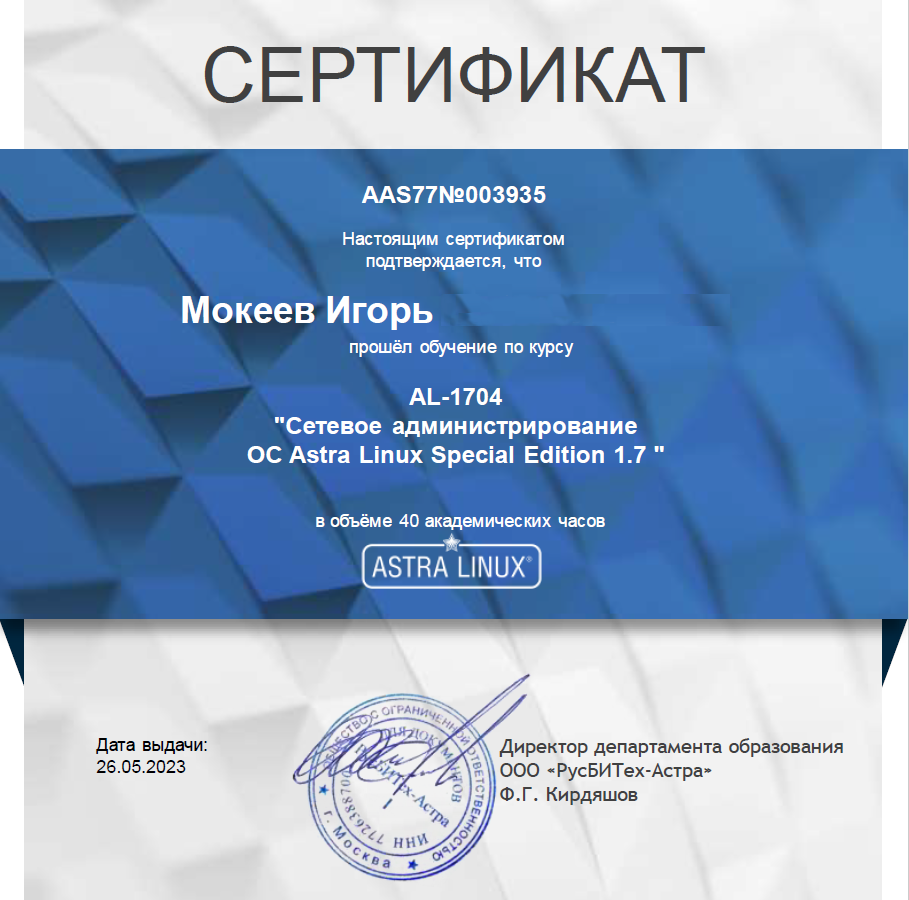 СЕРТИФИКАТ
AAS77№003935
Настоящим сертификатом
подтверждается, что
Мокеев Игорь
прошёл обучение по курсу
AL-1704
"Сетевое администрирование
ОС Astra Linux Special Edition 1.7 "
в объёме 40 академических часов
ASTRA LINUX®
Дата выдачи:
26.05.2023
ОБЩЕСТВО С ОГРАНИЧЕННОЙ ОТВЕТСТВЕННОСТЬЮ
ДЛЯ ДОКУМЕНТОВ
РусБИТех-Астра
ИНН 7726388700
г. Москва
Директор департамента образования
ООО «РусБИТех-Астра»
Ф.Г. Кирдяшов